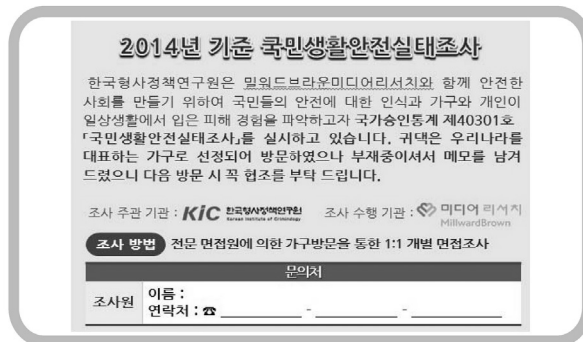 2014년 기준 국민생활안전실태조사
한국형사정책연구원은 밀워드브라운미디어리서치와 함께 안전한
사회를 만들기 위하여 국민들의 안전에 대한 인식과 가구와 개인이
일상생활에서 입은 피해 경험을 파악하고자 국가승인통계 제40301호
「국민생활안전실태조사」를 실시하고 있습니다. 귀댁은 우리나라를
대표하는 가구로 선정되어 방문하였으나 부재중이셔서 메모를 남겨
드렸으니 다음 방문 시 꼭 협조를 부탁 드립니다.
조사 주관 기관 : KiC 한국형사정책연구원 Korean Institute of Criminology 조사 수행 기관 : 미디어리서치 MillwardBrown
조사 방법 전문 면접원에 의한 가구방문을 통한 1:1 개별 면접조사
문의처
조사원 이름 :
연락처 : ☎ ____________ - ____________ - ____________